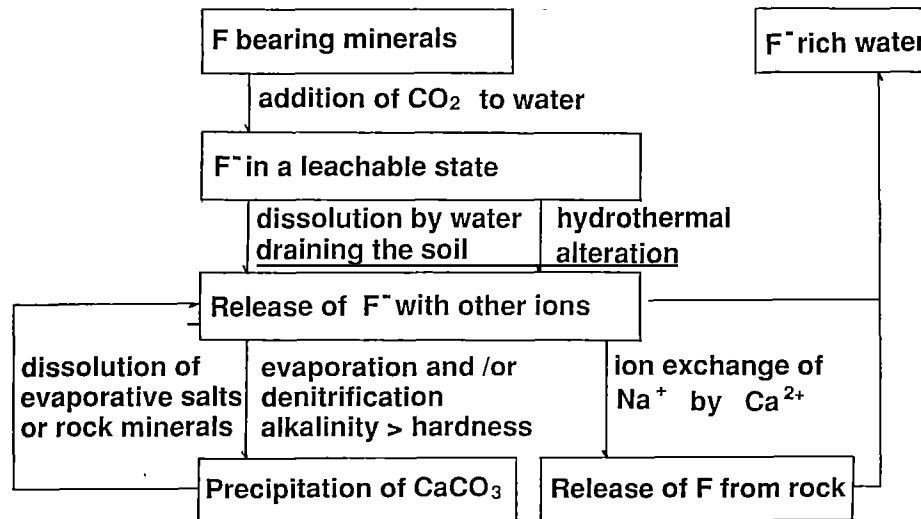 F bearing minerals
F⁻ rich water
addition of CO₂ to water
F⁻ in a leachable state
dissolution by water
draining the soil
hydrothermal
alteration
Release of F⁻ with other ions
dissolution of
evaporative salts
or rock minerals
evaporation and /or
denitrification
alkalinity > hardness
ion exchange of
Na⁺ by Ca²⁺
Precipitation of CaCO₃
Release of F from rock